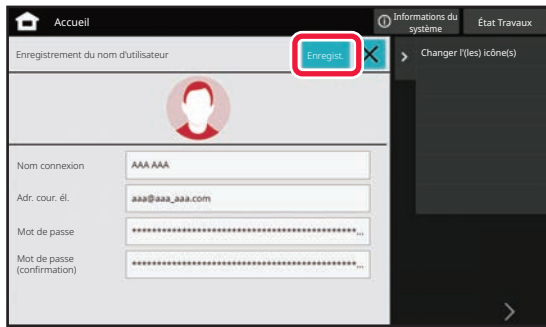 Accueil
Informations du
système
État Travaux
Enregistrement du nom d'utilisateur
Enregist.
Changer l'(les) icône(s)
Nom connexion
AAA AAA
Adr. cour. él.
aaa@aaa_aaa.com
Mot de passe
************************************************...
Mot de passe
(confirmation)
************************************************...